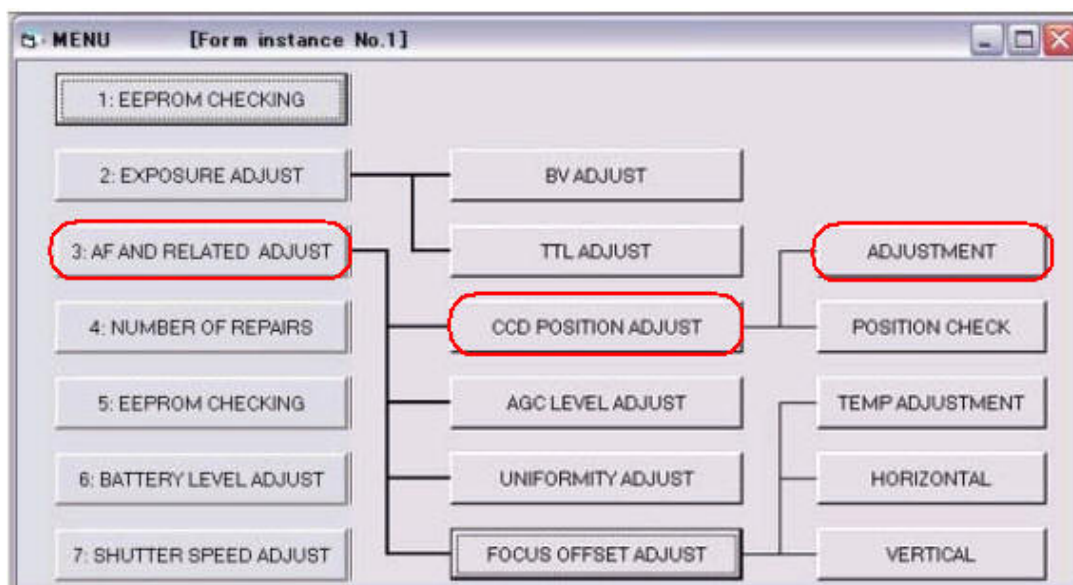 MENU [Form instance No.1]
1: EEPROM CHECKING
2: EXPOSURE ADJUST BV ADJUST
3: AF AND RELATED ADJUST TTL ADJUST ADJUSTMENT
4: NUMBER OF REPAIRS CCD POSITION ADJUST POSITION CHECK
5: EEPROM CHECKING AGC LEVEL ADJUST TEMP ADJUSTMENT
6: BATTERY LEVEL ADJUST UNIFORMITY ADJUST HORIZONTAL
7: SHUTTER SPEED ADJUST FOCUS OFFSET ADJUST VERTICAL